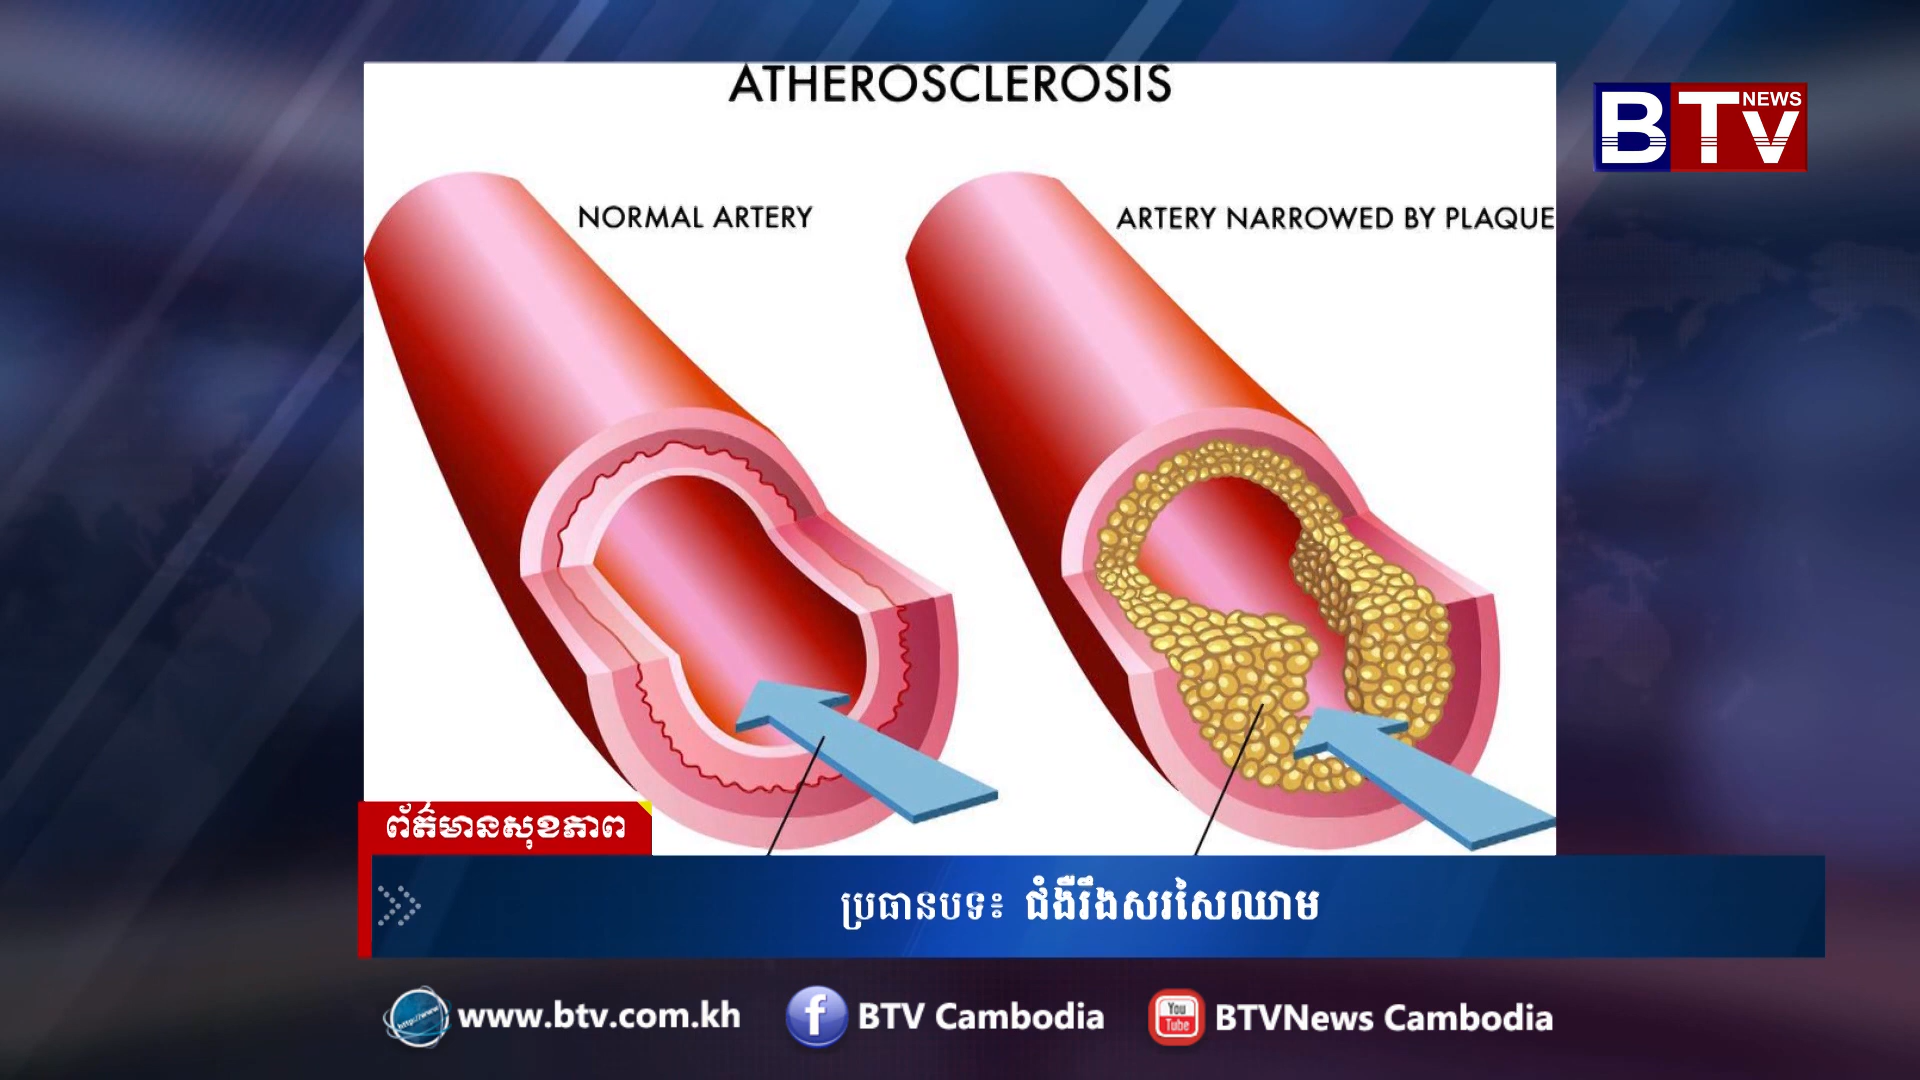 ATHEROSCLEROSIS
BTV NEWS
NORMAL ARTERY
ARTERY NARROWED BY PLAQUE
ព័ត៌មានសុខភាព
ប្រធានបទ៖ ជំងឺរឹងសរសៃឈាម
http://www
www.btv.com.kh
f
BTV Cambodia
You Tube
BTVNews Cambodia